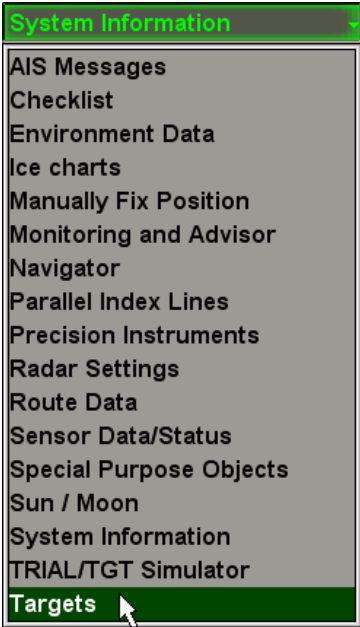 System Information
AIS Messages
Checklist
Environment Data
Ice charts
Manually Fix Position
Monitoring and Advisor
Navigator
Parallel Index Lines
Precision Instruments
Radar Settings
Route Data
Sensor Data/Status
Special Purpose Objects
Sun / Moon
System Information
TRIAL/TGT Simulator
Targets